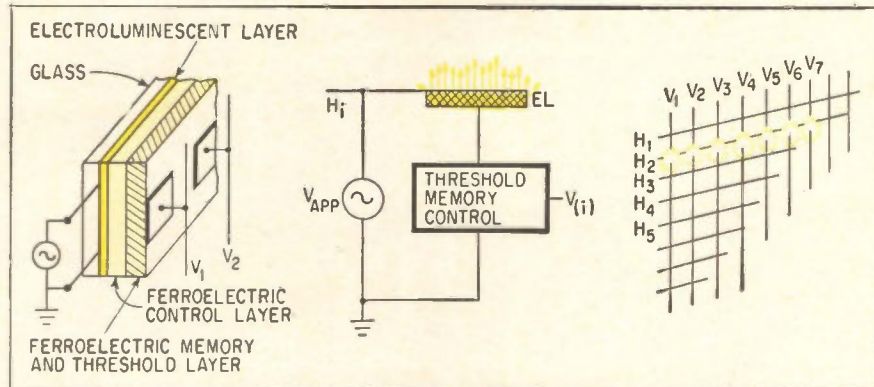 ELECTROLUMINESCENT LAYER
GLASS
V1
V2
FERROELECTRIC
CONTROL LAYER
FERROELECTRIC MEMORY
AND THRESHOLD LAYER
Hi
EL
VAPP
THRESHOLD
MEMORY
CONTROL
V(i)
V1 V2 V3 V4 V5 V6 V7
H1
H2
H3
H4
H5